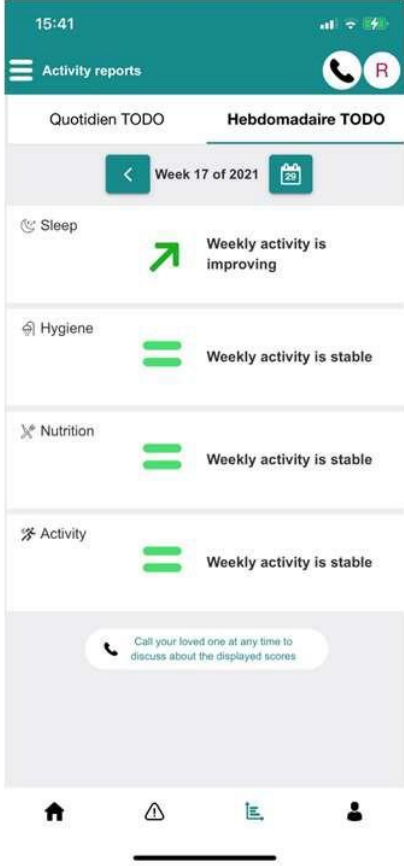 15:41
Activity reports
R
Quotidien TODO
Hebdomadaire TODO
Week 17 of 2021
29
Sleep
Weekly activity is
improving
Hygiene
Weekly activity is stable
Nutrition
Weekly activity is stable
Activity
Weekly activity is stable
Call your loved one at any time to
discuss about the displayed scores